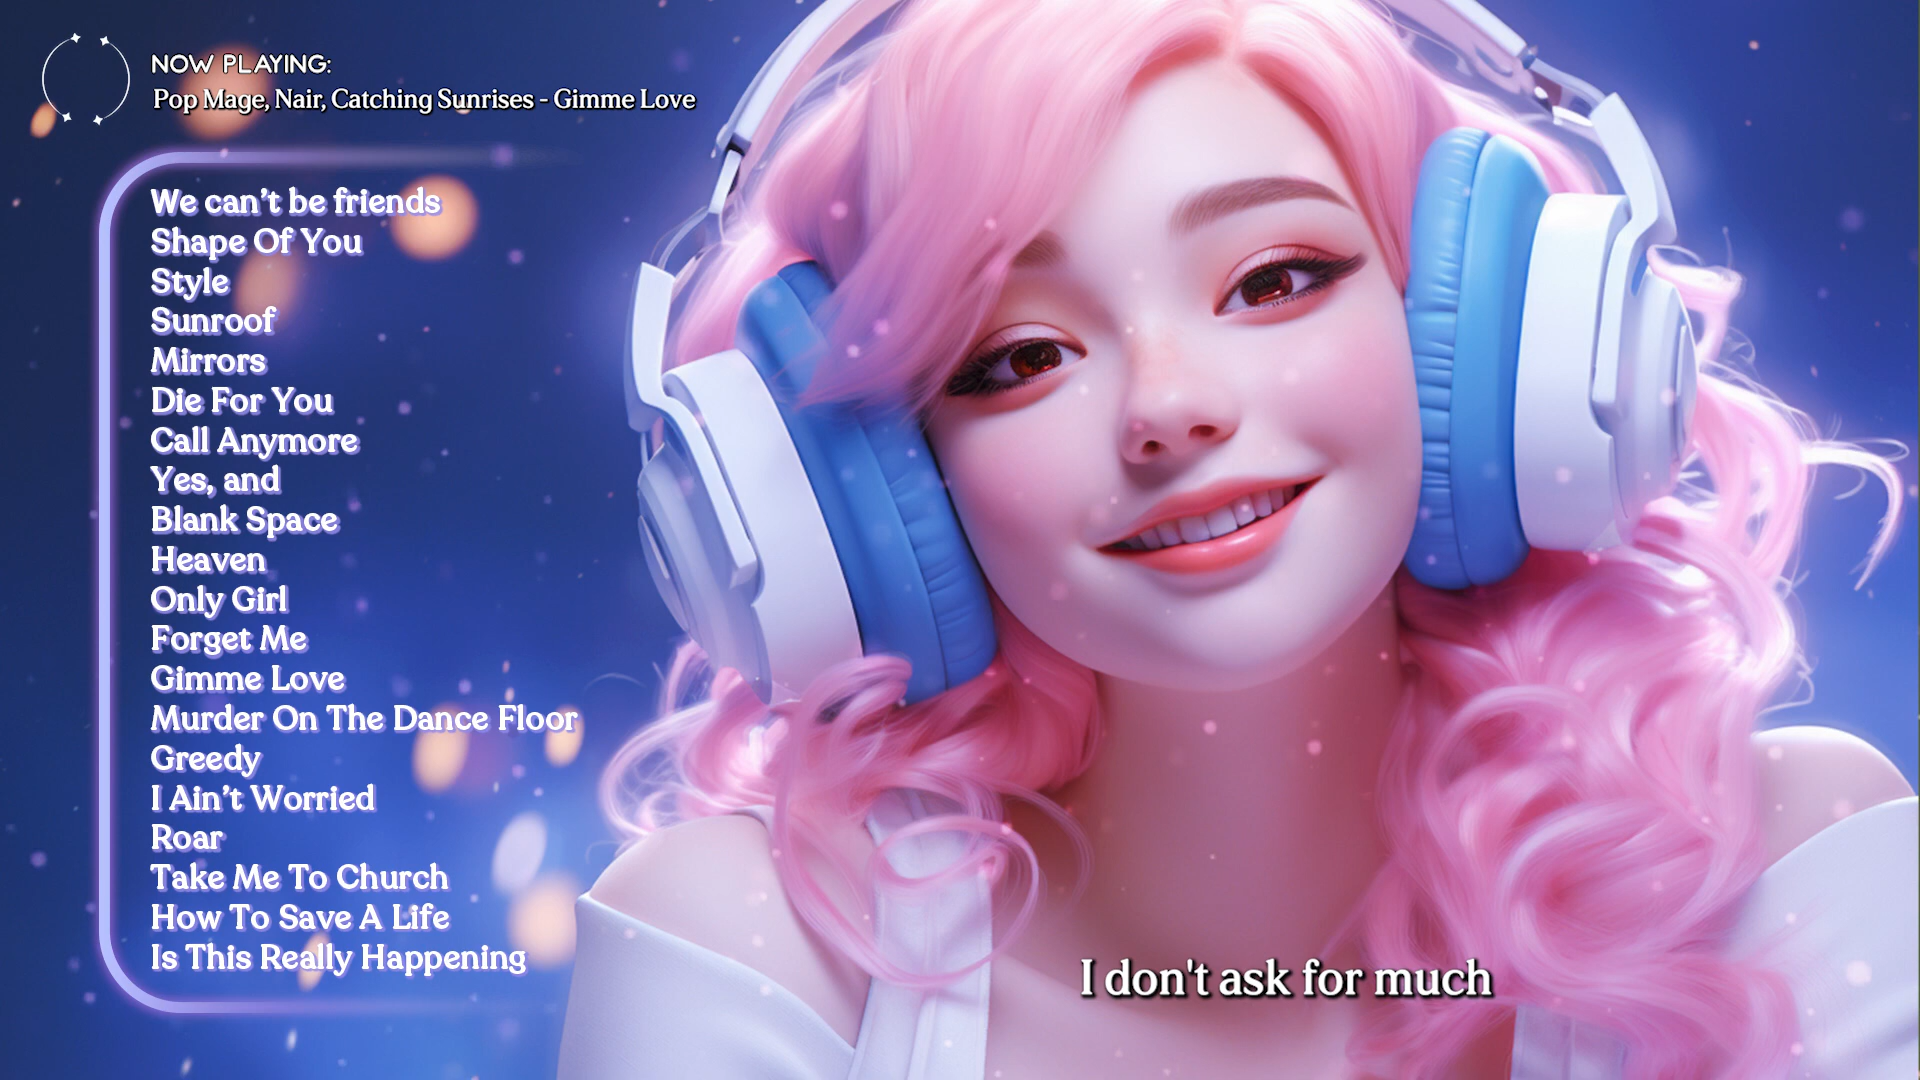 NOW PLAYING:
Pop Mage, Nair, Catching Sunrises - Gimme Love
We can’t be friends
Shape Of You
Style
Sunroof
Mirrors
Die For You
Call Anymore
Yes, and
Blank Space
Heaven
Only Girl
Forget Me
Gimme Love
Murder On The Dance Floor
Greedy
I Ain’t Worried
Roar
Take Me To Church
How To Save A Life
Is This Really Happening
I don't ask for much